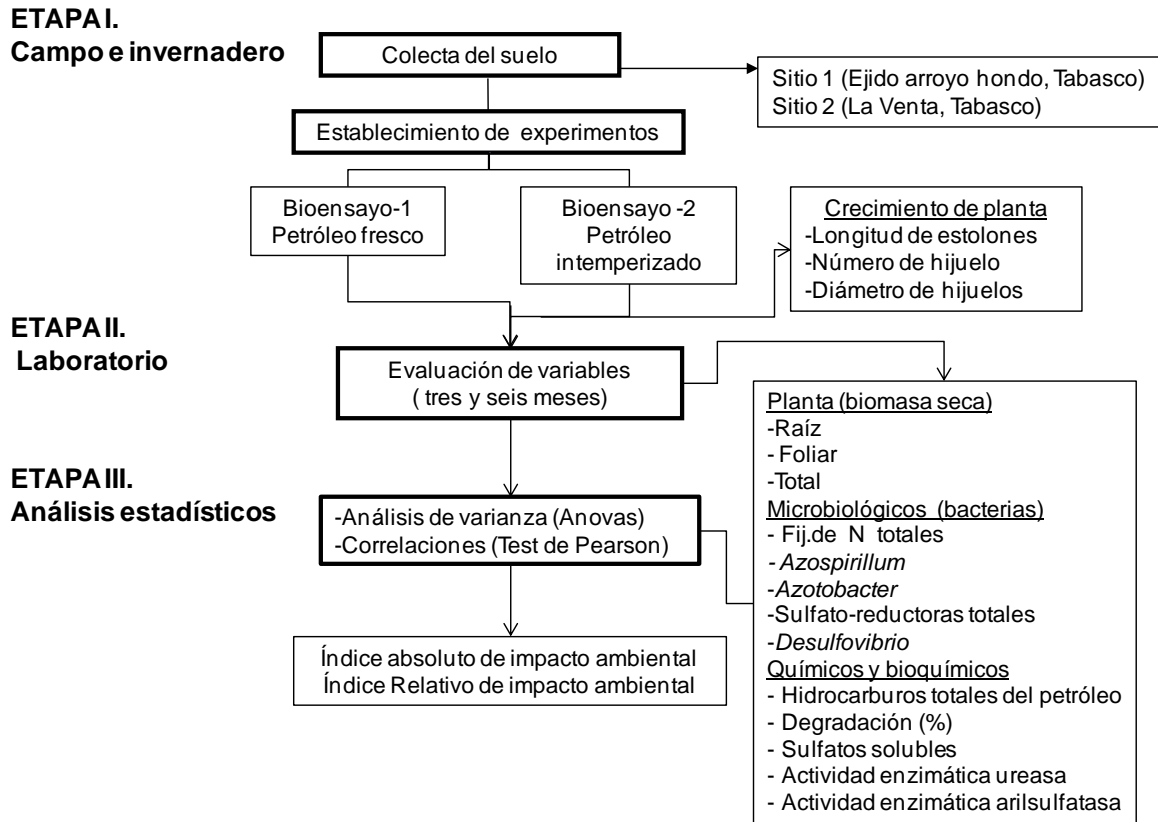 ETAPA I.
Campo e invernadero
Colecta del suelo
Sitio 1 (Ejido arroyo hondo, Tabasco)
Sitio 2 (La Venta, Tabasco)
Establecimiento de experimentos
Bioensayo-1
Petróleo fresco
Bioensayo -2
Petróleo
intemperizado
Crecimiento de planta
-Longitud de estolones
-Número de hijuelo
-Diámetro de hijuelos
ETAPA II.
Laboratorio
Evaluación de variables
( tres y seis meses)
Planta (biomasa seca)
-Raíz
- Foliar
-Total
Microbiológicos (bacterias)
- Fij.de N totales
- Azospirillum
-Azotobacter
-Sulfato-reductoras totales
-Desulfovibrio
Químicos y bioquímicos
- Hidrocarburos totales del petróleo
- Degradación (%)
- Sulfatos solubles
- Actividad enzimática ureasa
- Actividad enzimática arilsulfatasa
ETAPA III.
Análisis estadísticos
-Análisis de varianza (Anovas)
-Correlaciones (Test de Pearson)
Índice absoluto de impacto ambiental
Índice Relativo de impacto ambiental